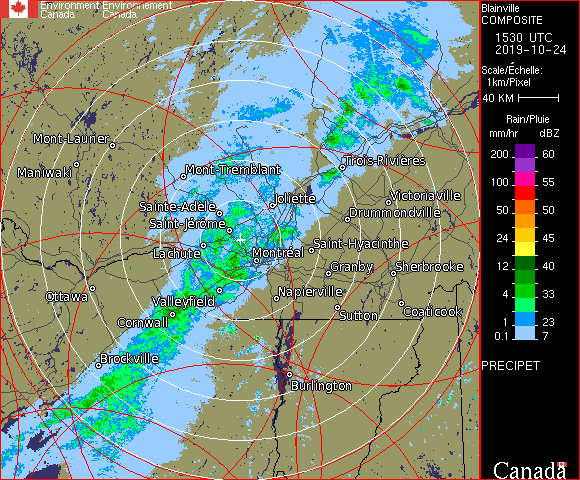 Environment Environnement
Canada Canada
Blainville
COMPOSITE
1530 UTC
2019-10-24
Scale/Échelle:
1km/Pixel
40 KM
Rain/Pluie
mm/hr dBZ
200 60
100 55
50 50
24 45
12 40
4 33
1 23
0.1 7
PRECIPET
Mont-Laurier
Maniwaki
Mont-Tremblant
Trois-Rivières
Sainte-Adèle
Joliette
Victoriaville
Drummondville
Saint-Jérôme
Lachute
Montréal
Saint-Hyacinthe
Granby
Sherbrooke
Ottawa
Valleyfield
Napierville
Cornwall
Sutton
Coaticook
Brockville
Burlington
Canada